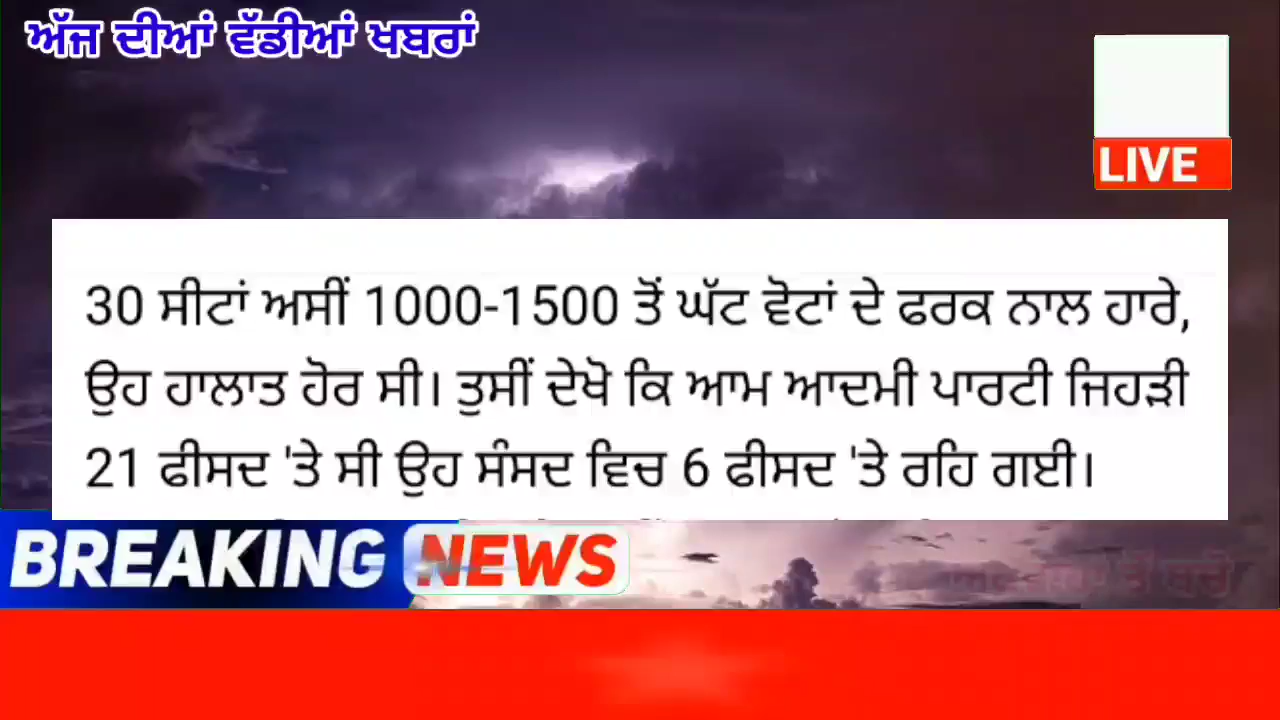 ਅੱਜ ਦੀਆਂ ਵੱਡੀਆਂ ਖਬਰਾਂ
LIVE
30 ਸੀਟਾਂ ਅਸੀਂ 1000-1500 ਤੋਂ ਘੱਟ ਵੋਟਾਂ ਦੇ ਫਰਕ ਨਾਲ ਹਾਰੇ,
ਉਹ ਹਾਲਾਤ ਹੋਰ ਸੀ। ਤੁਸੀਂ ਦੇਖੋ ਕਿ ਆਮ ਆਦਮੀ ਪਾਰਟੀ ਜਿਹੜੀ
21 ਫੀਸਦ 'ਤੇ ਸੀ ਉਹ ਸੰਸਦ ਵਿਚ 6 ਫੀਸਦ 'ਤੇ ਰਹਿ ਗਈ।
BREAKING NEWS